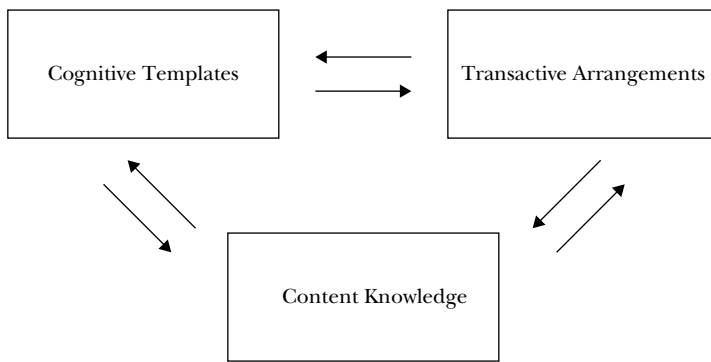 Cognitive Templates
Transactive Arrangements
Content Knowledge